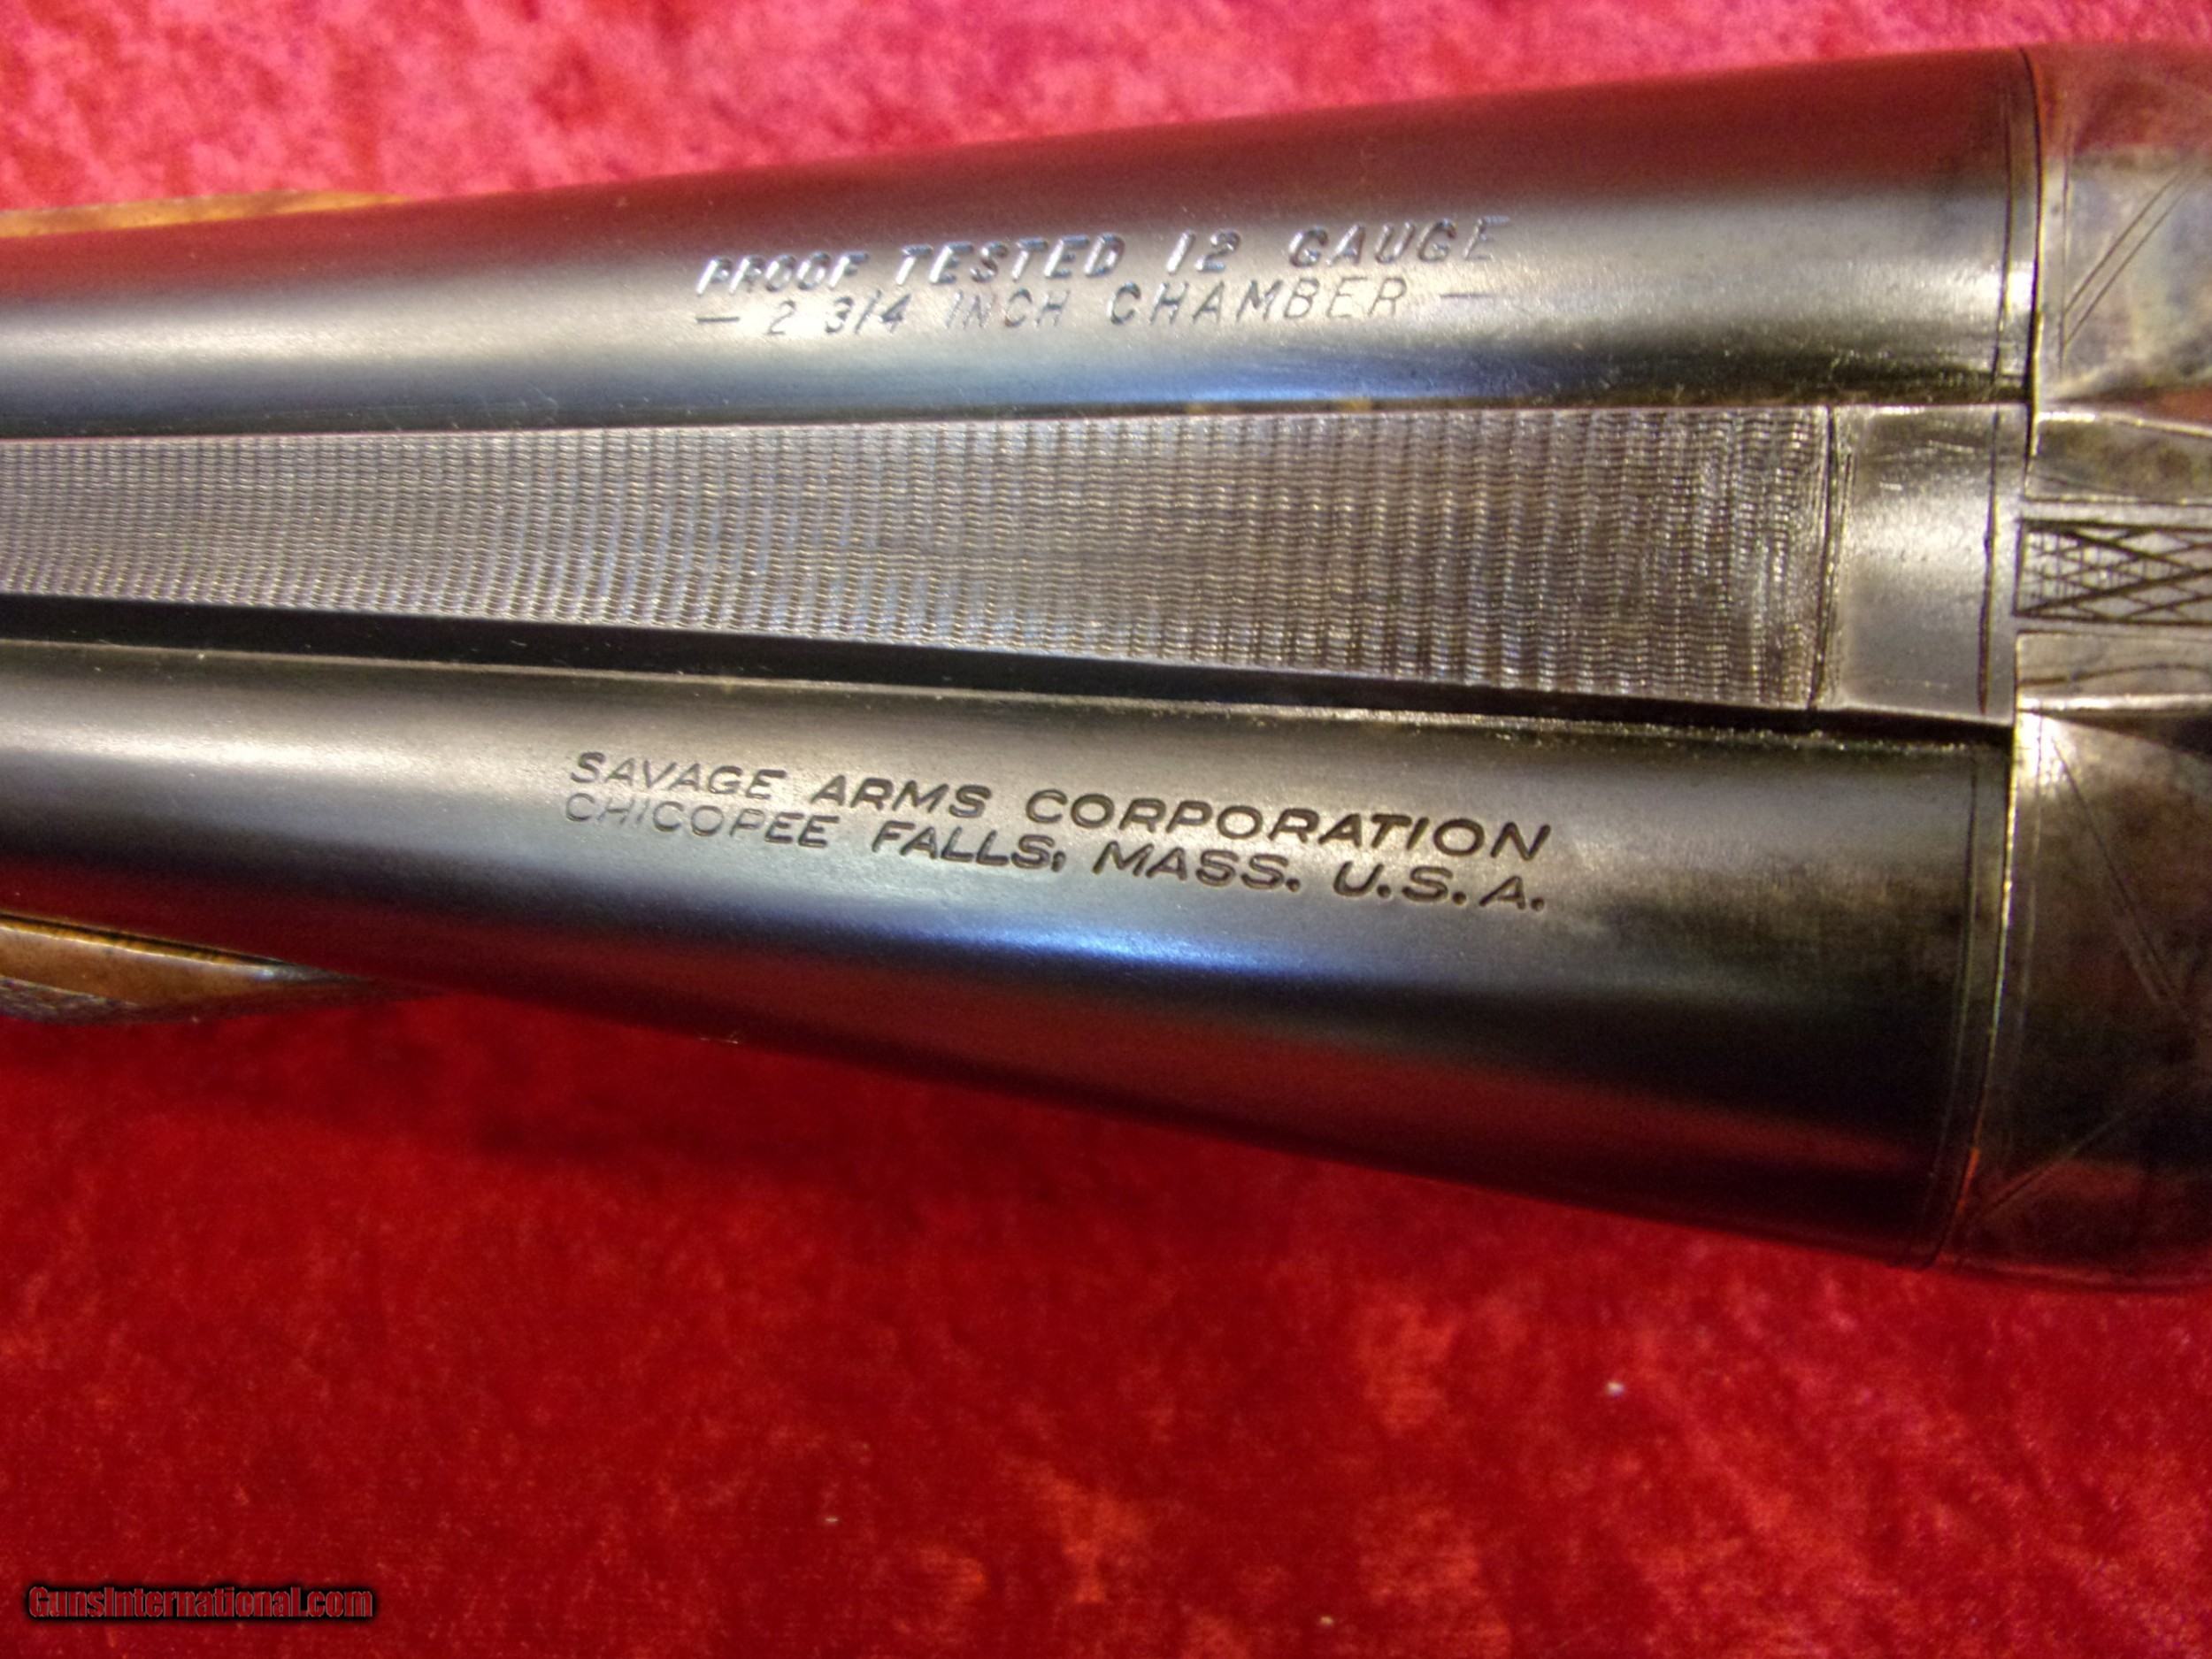 PROOF TESTED 12 GAUGE
— 2 3/4 INCH CHAMBER —
SAVAGE ARMS CORPORATION
CHICOPEE FALLS, MASS. U.S.A.
GunsInternational.com